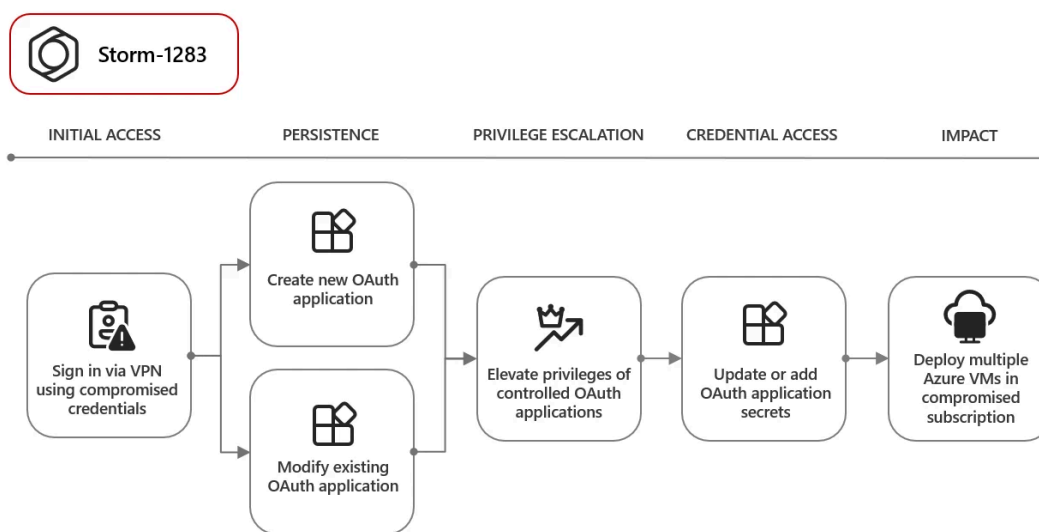 Storm-1283
INITIAL ACCESS
PERSISTENCE
PRIVILEGE ESCALATION
CREDENTIAL ACCESS
IMPACT
Sign in via VPN
using compromised
credentials
Create new OAuth
application
Modify existing
OAuth application
Elevate privileges of
controlled OAuth
applications
Update or add
OAuth application
secrets
Deploy multiple
Azure VMs in
compromised
subscription